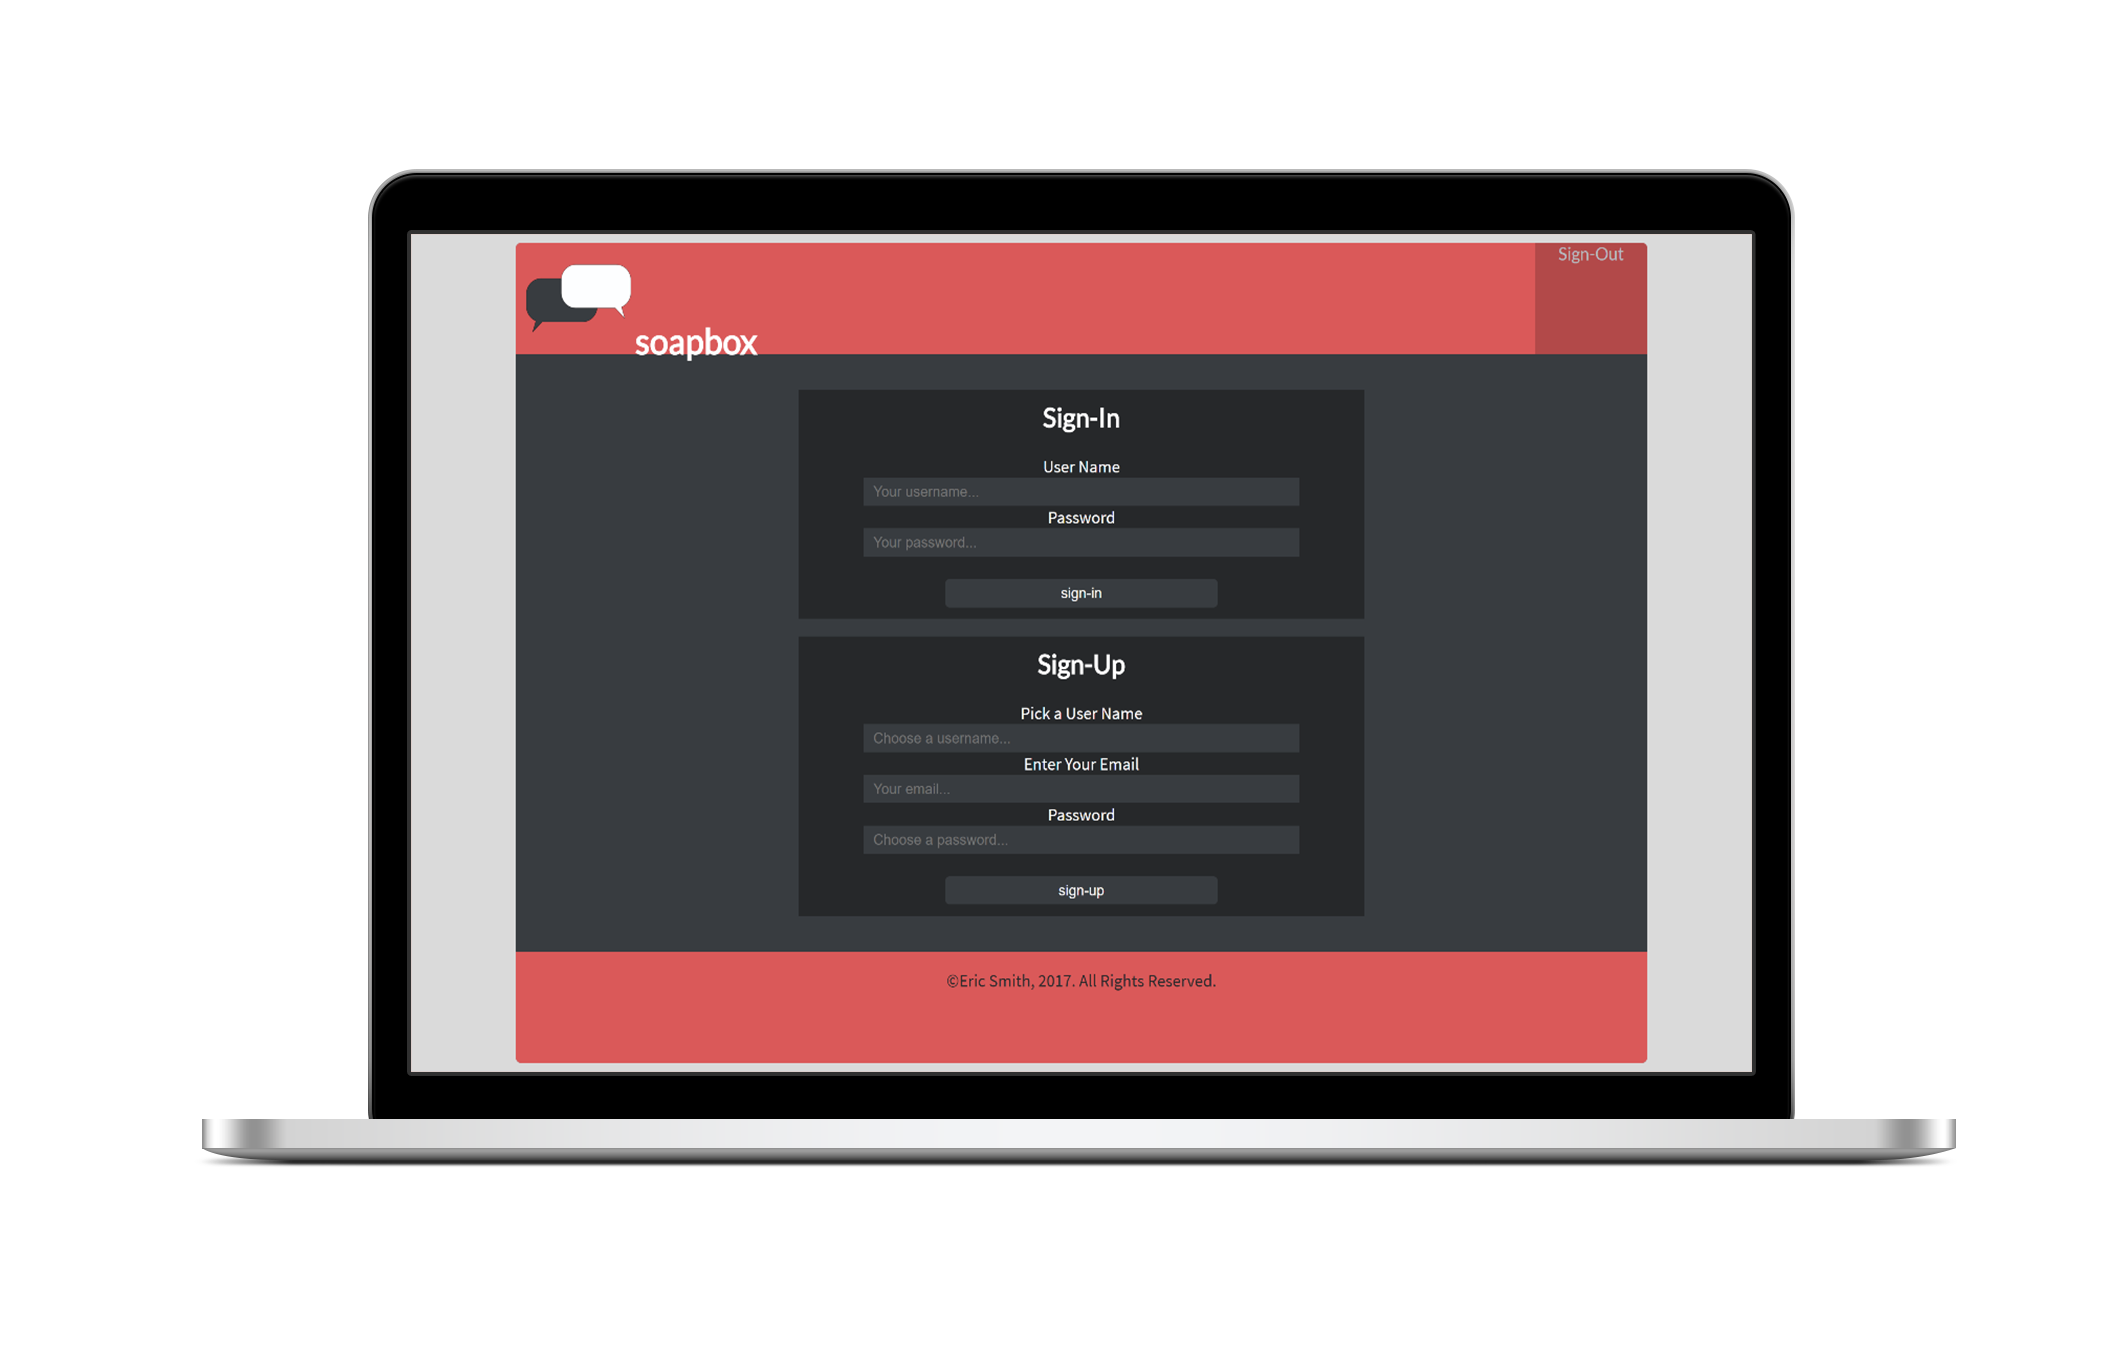 Sign-Out
soapbox
Sign-In
User Name
Your username...
Password
Your password...
sign-in
Sign-Up
Pick a User Name
Choose a username...
Enter Your Email
Your email...
Password
Choose a password...
sign-up
©Eric Smith, 2017. All Rights Reserved.